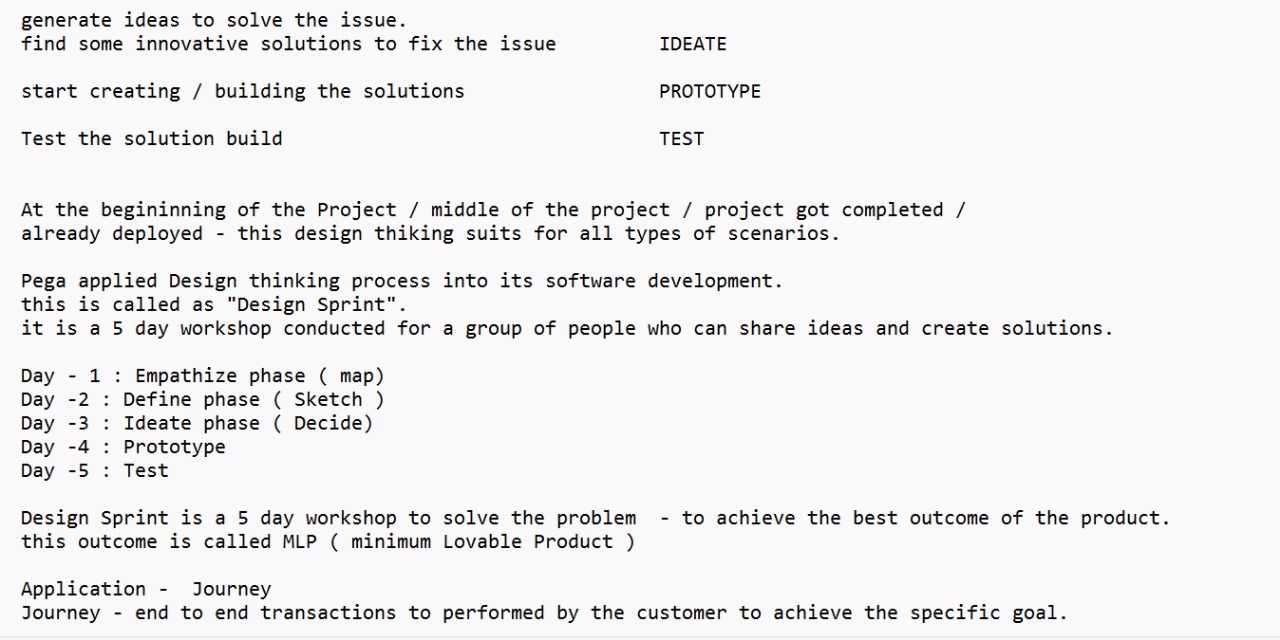 generate ideas to solve the issue.
find some innovative solutions to fix the issue IDEATE
start creating / building the solutions PROTOTYPE
Test the solution build TEST
At the begininning of the Project / middle of the project / project got completed /
already deployed - this design thiking suits for all types of scenarios.
Pega applied Design thinking process into its software development.
this is called as "Design Sprint".
it is a 5 day workshop conducted for a group of people who can share ideas and create solutions.
Day - 1 : Empathize phase ( map)
Day -2 : Define phase ( Sketch )
Day -3 : Ideate phase ( Decide)
Day -4 : Prototype
Day -5 : Test
Design Sprint is a 5 day workshop to solve the problem - to achieve the best outcome of the product.
this outcome is called MLP ( minimum Lovable Product )
Application - Journey
Journey - end to end transactions to performed by the customer to achieve the specific goal.